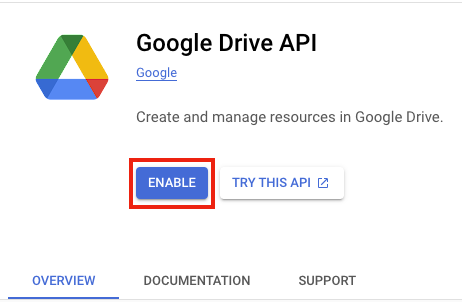 Google Drive API
Google
Create and manage resources in Google Drive.
ENABLE TRY THIS API
OVERVIEW DOCUMENTATION SUPPORT